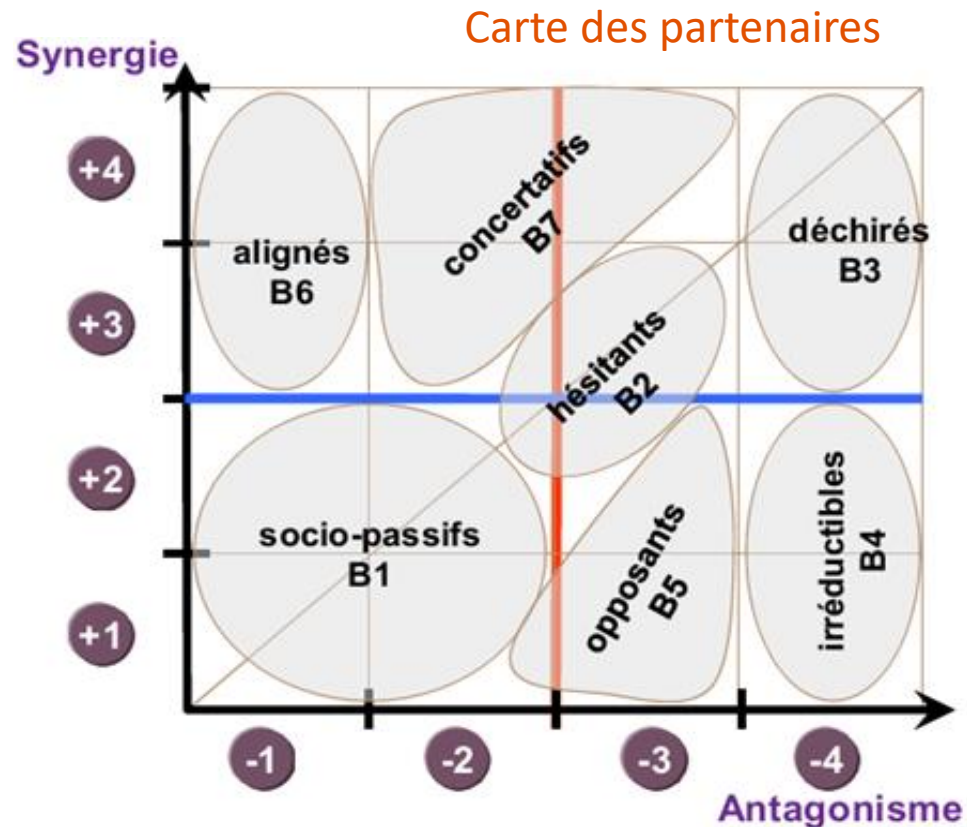 Carte des partenaires
Synergie
+4
+3
+2
+1
alignés
B6
concertatifs
B7
déchirés
B3
hésitants
B2
socio-passifs
B1
opposants
B5
irréductibles
B4
-1
-2
-3
-4
Antagonisme